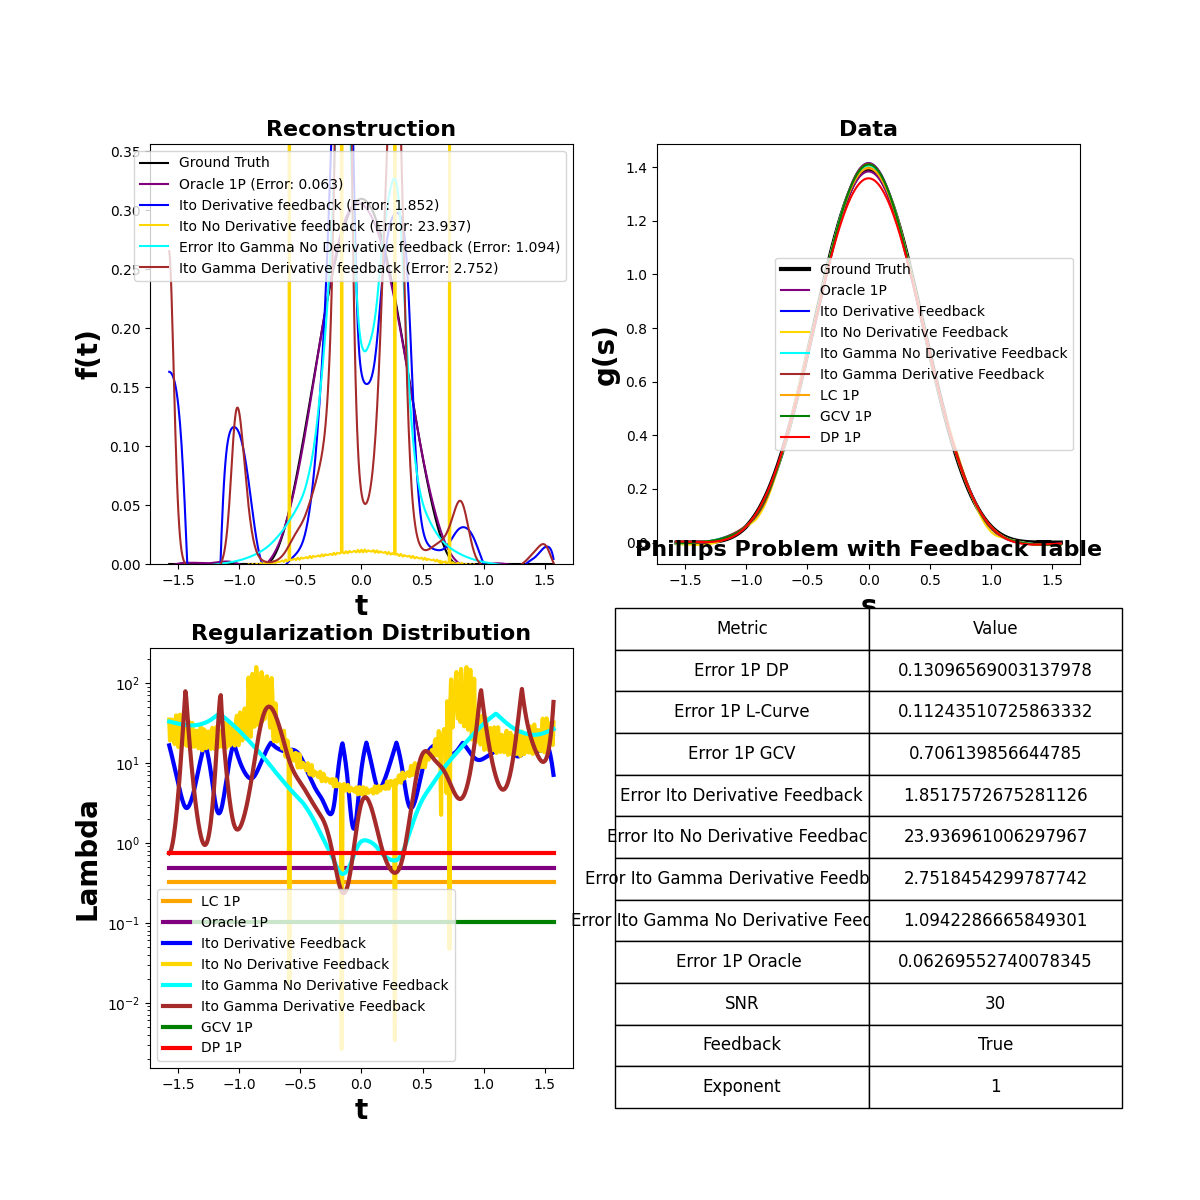 Reconstruction
f(t)
0.35
0.30
0.25
0.20
0.15
0.10
0.05
0.00
Ground Truth
Oracle 1P (Error: 0.063)
Ito Derivative feedback (Error: 1.852)
Ito No Derivative feedback (Error: 23.937)
Error Ito Gamma No Derivative feedback (Error: 1.094)
Ito Gamma Derivative feedback (Error: 2.752)
−1.5 −1.0 −0.5 0.0 0.5 1.0 1.5
t
Data
g(s)
1.4
1.2
1.0
0.8
0.6
0.4
0.2
0.0
Ground Truth
Oracle 1P
Ito Derivative Feedback
Ito No Derivative Feedback
Ito Gamma No Derivative Feedback
Ito Gamma Derivative Feedback
LC 1P
GCV 1P
DP 1P
−1.5 −1.0 −0.5 0.0 0.5 1.0 1.5
s
Regularization Distribution
Lambda
10²
10¹
10⁰
10⁻¹
10⁻²
LC 1P
Oracle 1P
Ito Derivative Feedback
Ito No Derivative Feedback
Ito Gamma No Derivative Feedback
Ito Gamma Derivative Feedback
GCV 1P
DP 1P
−1.5 −1.0 −0.5 0.0 0.5 1.0 1.5
t
Phillips Problem with Feedback Table
Metric Value
Error 1P DP 0.13096569003137978
Error 1P L-Curve 0.11243510725863332
Error 1P GCV 0.706139856644785
Error Ito Derivative Feedback 1.8517572675281126
Error Ito No Derivative Feedbac 23.936961006297967
Error Ito Gamma Derivative Feedb 2.7518454299787742
Error Ito Gamma No Derivative Feed 1.0942286665849301
Error 1P Oracle 0.06269552740078345
SNR 30
Feedback True
Exponent 1